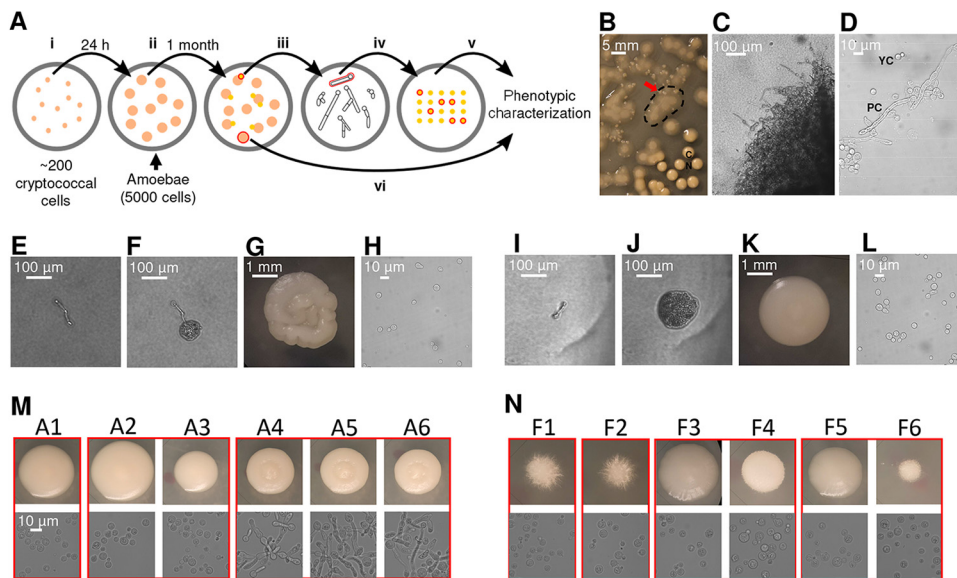 A
i
24 h
ii
1 month
iii
iv
v
~200
cryptococcal
cells
Amoebae
(5000 cells)
vi
Phenotypic
characterization
B
5 mm
C
N
C
100 µm
D
10 µm
YC
PC
E
100 µm
F
100 µm
G
1 mm
H
10 µm
I
100 µm
J
100 µm
K
1 mm
L
10 µm
M
A1 A2 A3 A4 A5 A6
10 µm
N
F1 F2 F3 F4 F5 F6